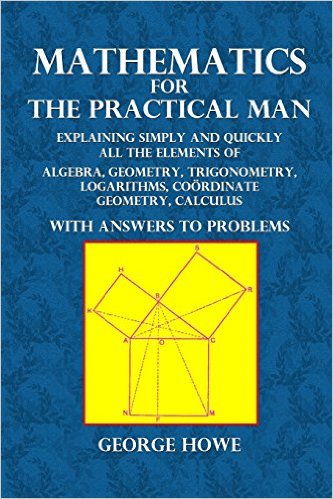 MATHEMATICS
FOR
THE PRACTICAL MAN
EXPLAINING SIMPLY AND QUICKLY
ALL THE ELEMENTS OF
ALGEBRA, GEOMETRY, TRIGONOMETRY,
LOGARITHMS, COÖRDINATE
GEOMETRY, CALCULUS
WITH ANSWERS TO PROBLEMS
S
H
B
R
K
A
O
C
N
P
M
GEORGE HOWE